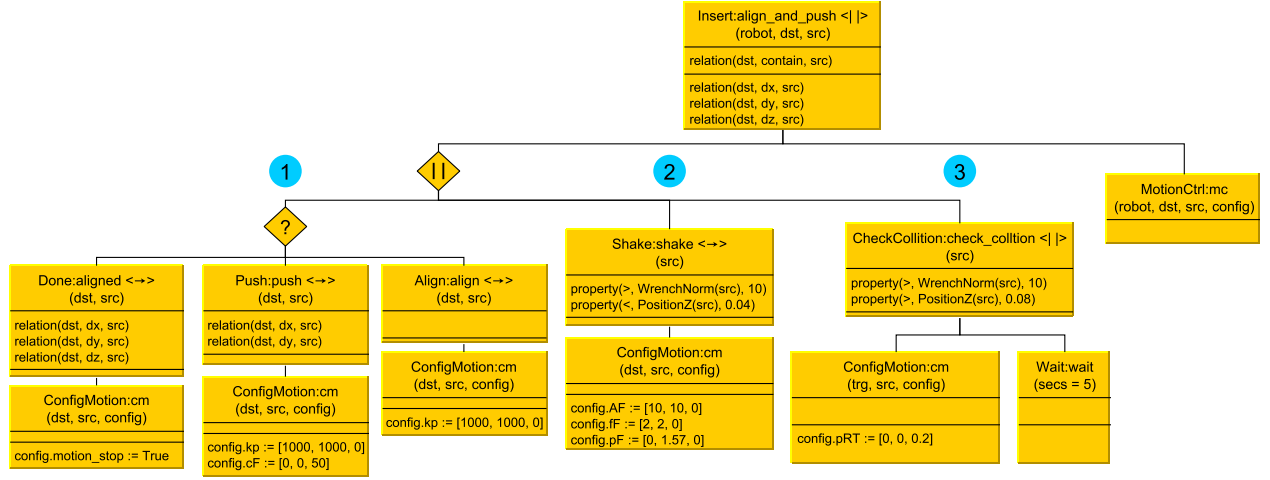 Insert:align_and_push <| |>
(robot, dst, src)
relation(dst, contain, src)
relation(dst, dx, src)
relation(dst, dy, src)
relation(dst, dz, src)
1
| |
2
3
MotionCtrl:mc
(robot, dst, src, config)
?
Done:aligned <→>
(dst, src)
relation(dst, dx, src)
relation(dst, dy, src)
relation(dst, dz, src)
ConfigMotion:cm
(dst, src, config)
config.motion_stop := True
Push:push <→>
(dst, src)
relation(dst, dx, src)
relation(dst, dy, src)
ConfigMotion:cm
(dst, src, config)
config.kp := [1000, 1000, 0]
config.cF := [0, 0, 50]
Align:align <→>
(dst, src)
ConfigMotion:cm
(dst, src, config)
config.kp := [1000, 1000, 0]
Shake:shake <→>
(src)
property(>, WrenchNorm(src), 10)
property(<, PositionZ(src), 0.04)
ConfigMotion:cm
(dst, src, config)
config.AF := [10, 10, 0]
config.fF := [2, 2, 0]
config.pF := [0, 1.57, 0]
CheckCollition:check_colltion <| |>
(src)
property(>, WrenchNorm(src), 10)
property(>, PositionZ(src), 0.08)
ConfigMotion:cm
(trg, src, config)
config.pRT := [0, 0, 0.2]
Wait:wait
(secs = 5)